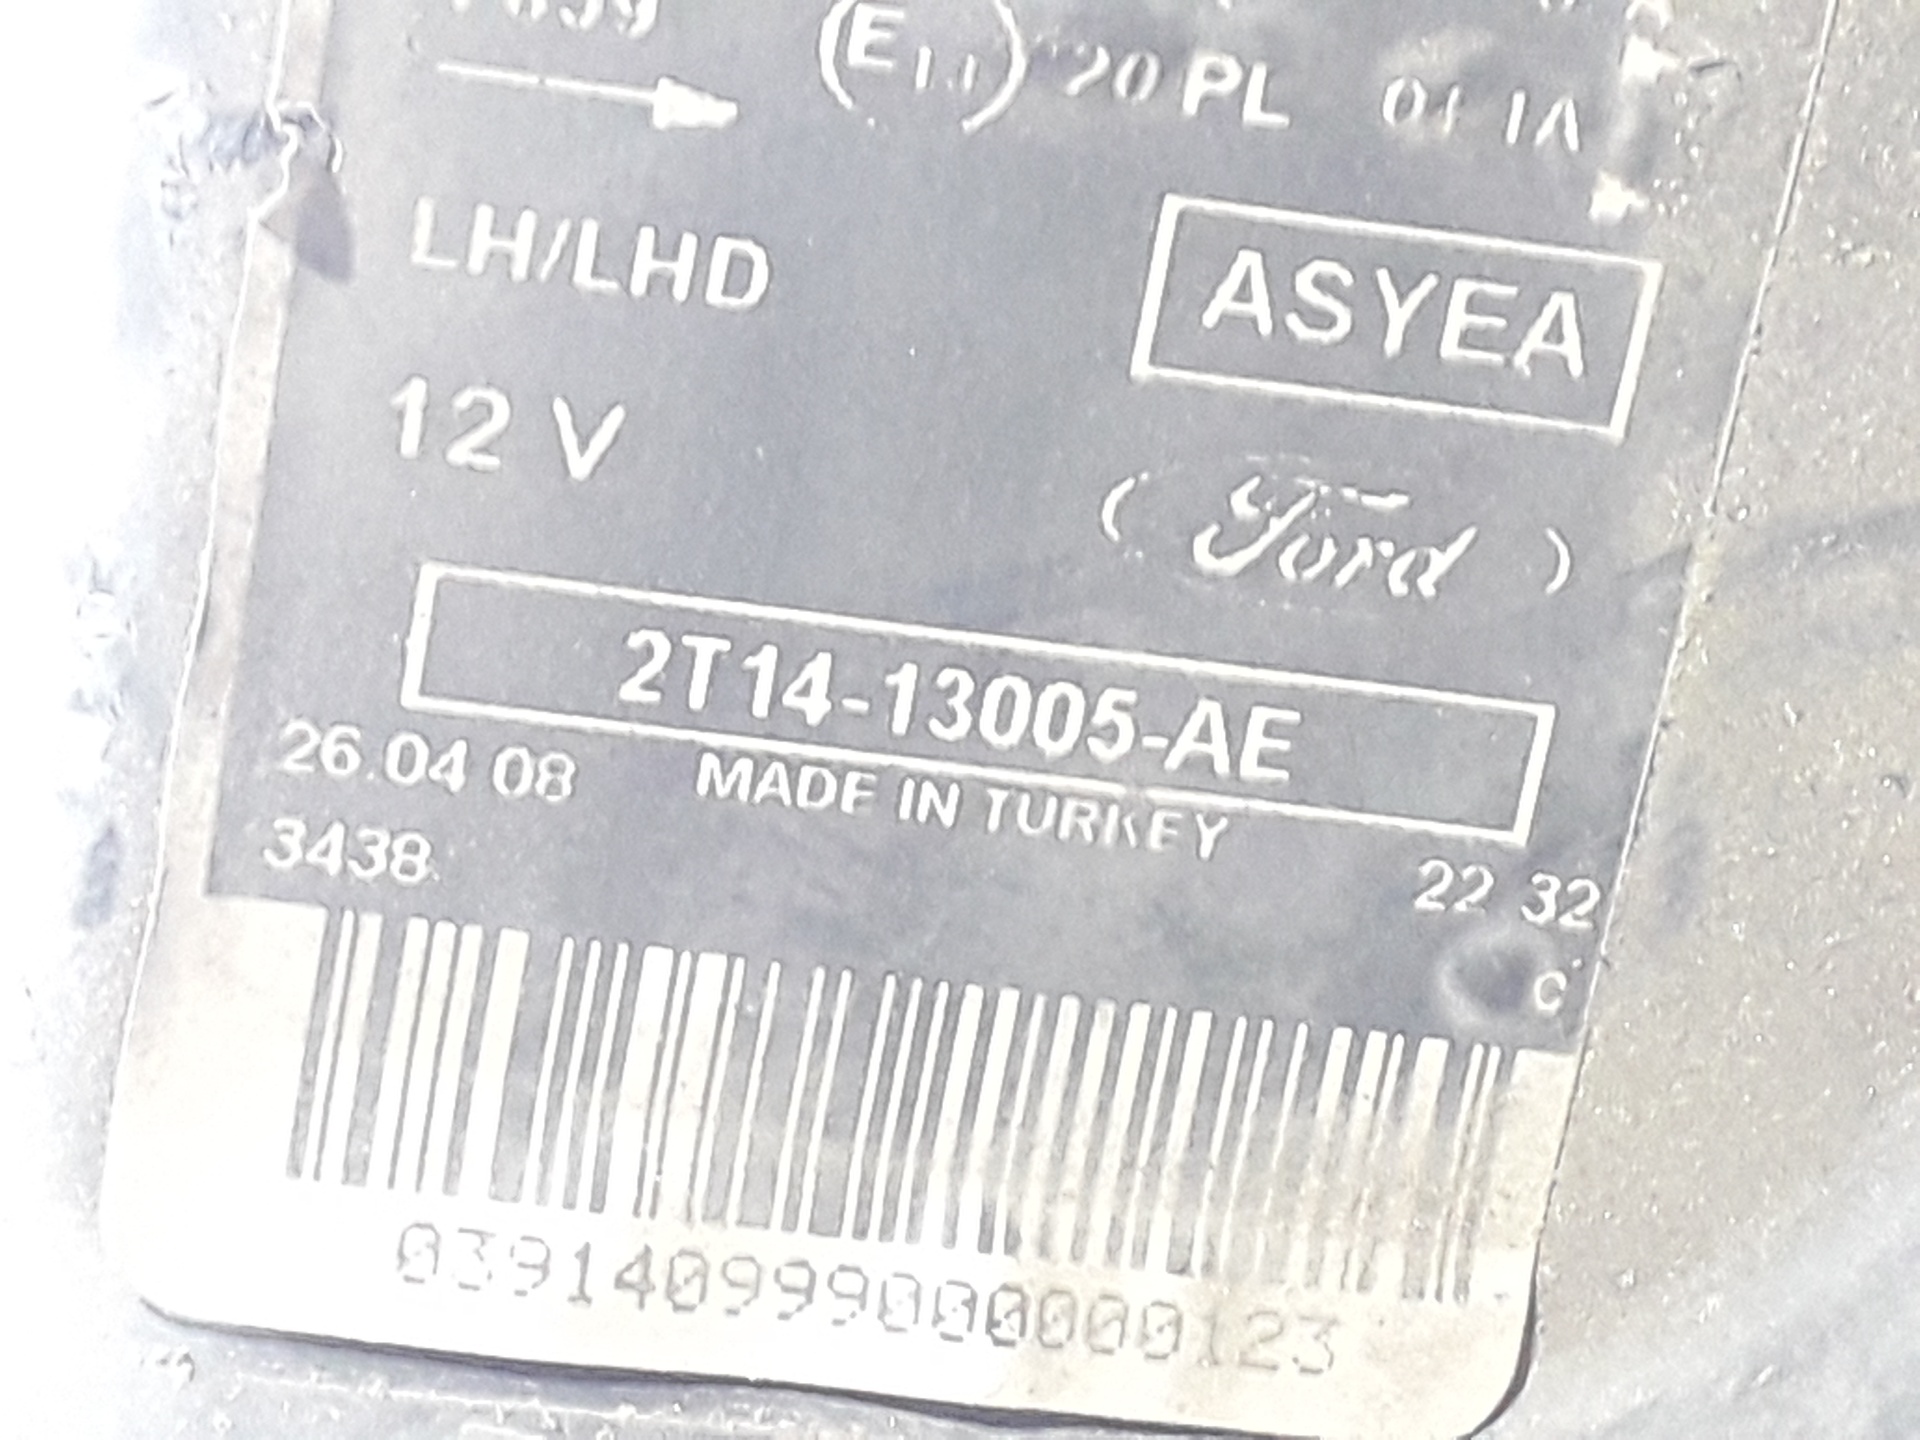 20 PL
LH/LHD
ASYEA
12 V
( Ford )
2T14-13005-AE
26.04 08 MADE IN TURKEY
3438 22 32
C
0391409990000000123